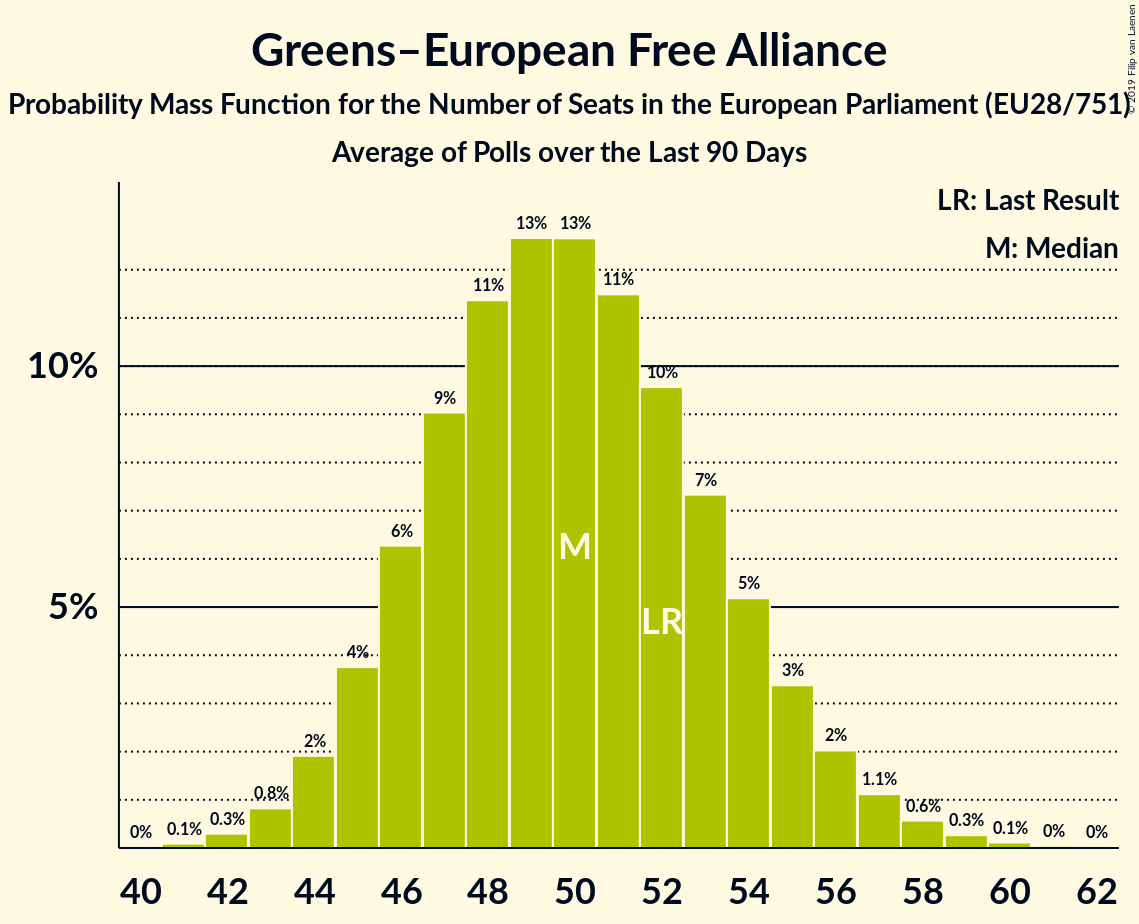 Greens–European Free Alliance
Probability Mass Function for the Number of Seats in the European Parliament (EU28/751)
Average of Polls over the Last 90 Days
© 2019 Filip van Laenen
LR: Last Result
M: Median
13% 13%
11% 11%
10% 10%
9%
7%
6%
M
5%
5% LR
4%
3%
2% 2%
1.1%
0.8% 0.6%
0% 0.1% 0.3% 0.3% 0.1% 0% 0%
40 42 44 46 48 50 52 54 56 58 60 62